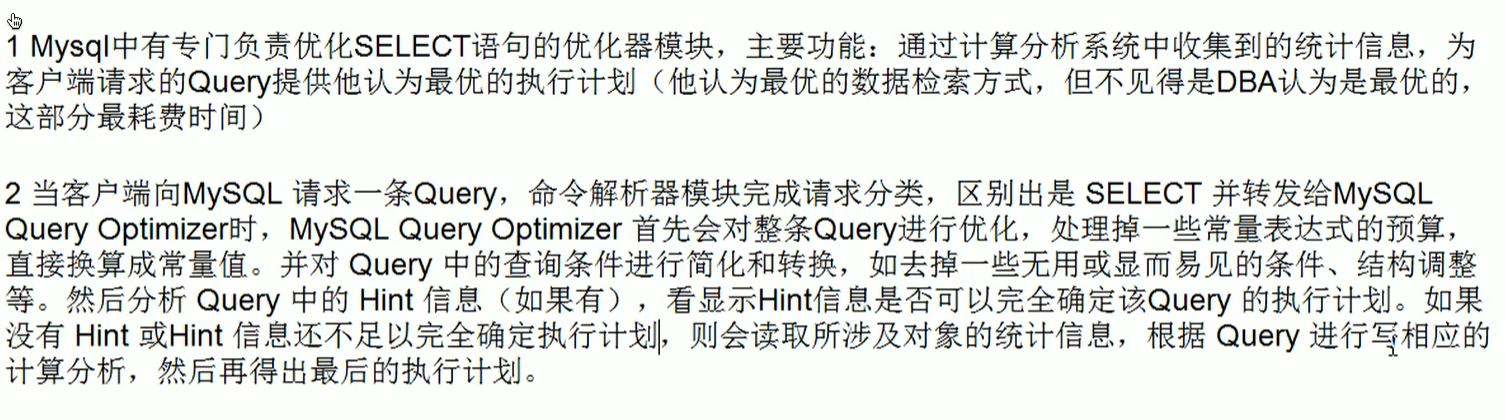 1 Mysql中有专门负责优化SELECT语句的优化器模块，主要功能：通过计算分析系统中收集到的统计信息，为
客户端请求的Query提供他认为最优的执行计划（他认为最优的数据检索方式，但不见得是DBA认为是最优的，
这部分最耗费时间）
2 当客户端向MySQL 请求一条Query，命令解析器模块完成请求分类，区别出是 SELECT 并转发给MySQL
Query Optimizer时，MySQL Query Optimizer 首先会对整条Query进行优化，处理掉一些常量表达式的预算，
直接换算成常量值。并对 Query 中的查询条件进行简化和转换，如去掉一些无用或显而易见的条件、结构调整
等。然后分析 Query 中的 Hint 信息（如果有），看显示Hint信息是否可以完全确定该Query 的执行计划。如果
没有 Hint 或Hint 信息还不足以完全确定执行计划，则会读取所涉及对象的统计信息，根据 Query 进行写相应的
计算分析，然后再得出最后的执行计划。